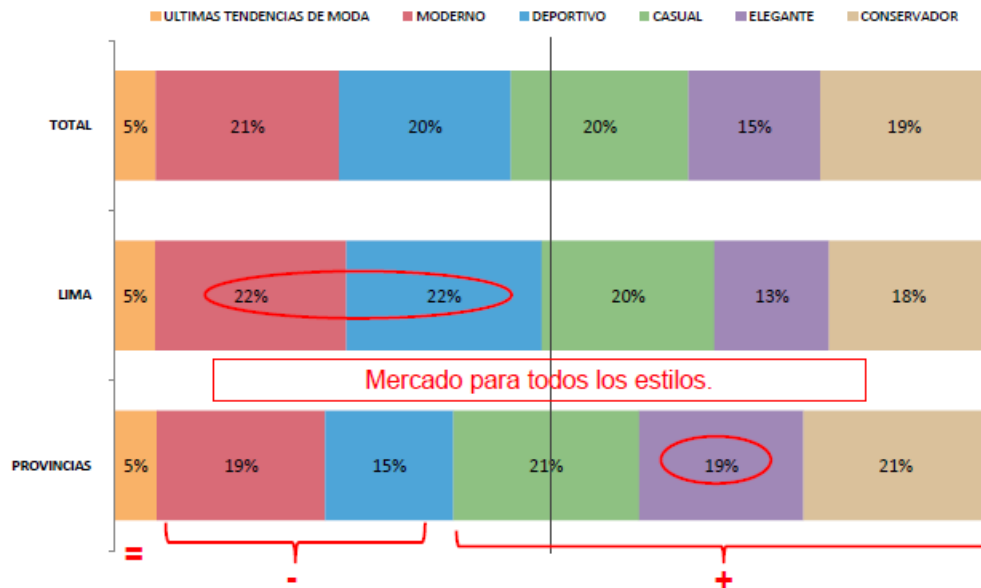 ULTIMAS TENDENCIAS DE MODA MODERNO DEPORTIVO CASUAL ELEGANTE CONSERVADOR
TOTAL 5% 21% 20% 20% 15% 19%
LIMA 5% 22% 22% 20% 13% 18%
Mercado para todos los estilos.
PROVINCIAS 5% 19% 15% 21% 19% 21%
= - +